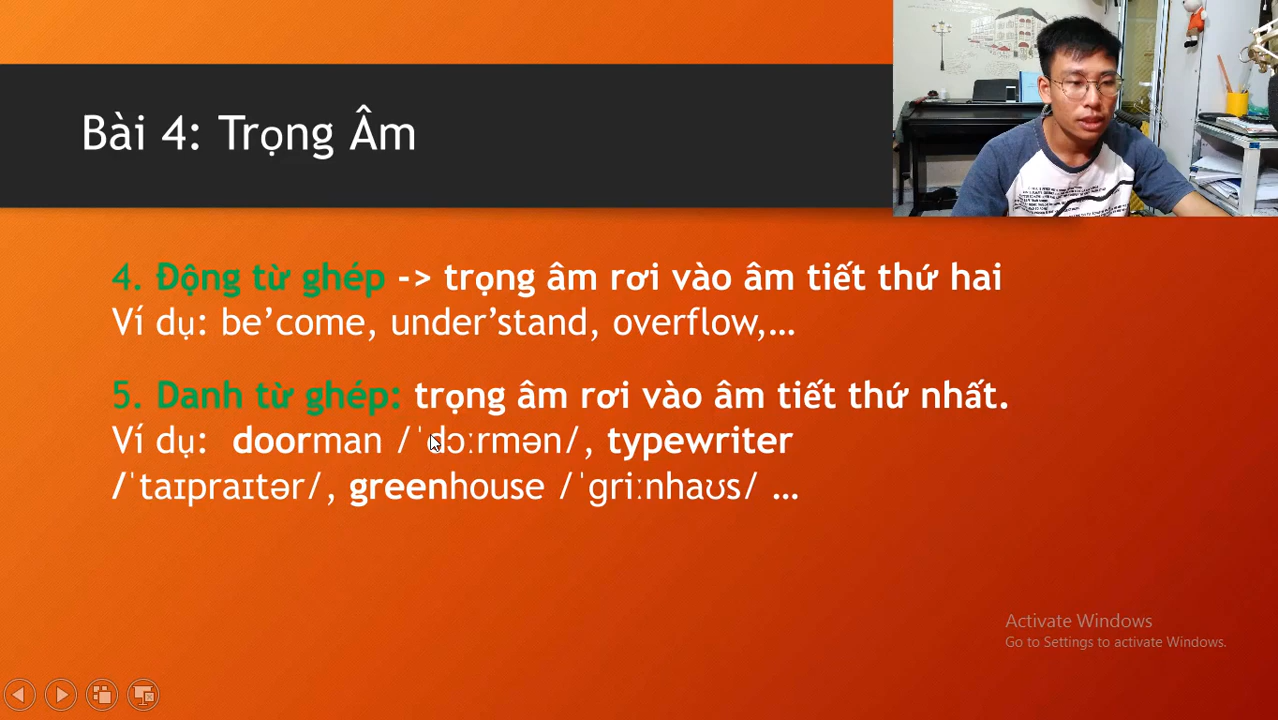 Bài 4: Trọng Âm
4. Động từ ghép -> trọng âm rơi vào âm tiết thứ hai
Ví dụ: be’come, under’stand, overflow,…
5. Danh từ ghép: trọng âm rơi vào âm tiết thứ nhất.
Ví dụ: doorman /ˈdɔːrmən/, typewriter
/ˈtaɪpraɪtər/, greenhouse /ˈɡriːnhaʊs/ …
Activate Windows
Go to Settings to activate Windows.